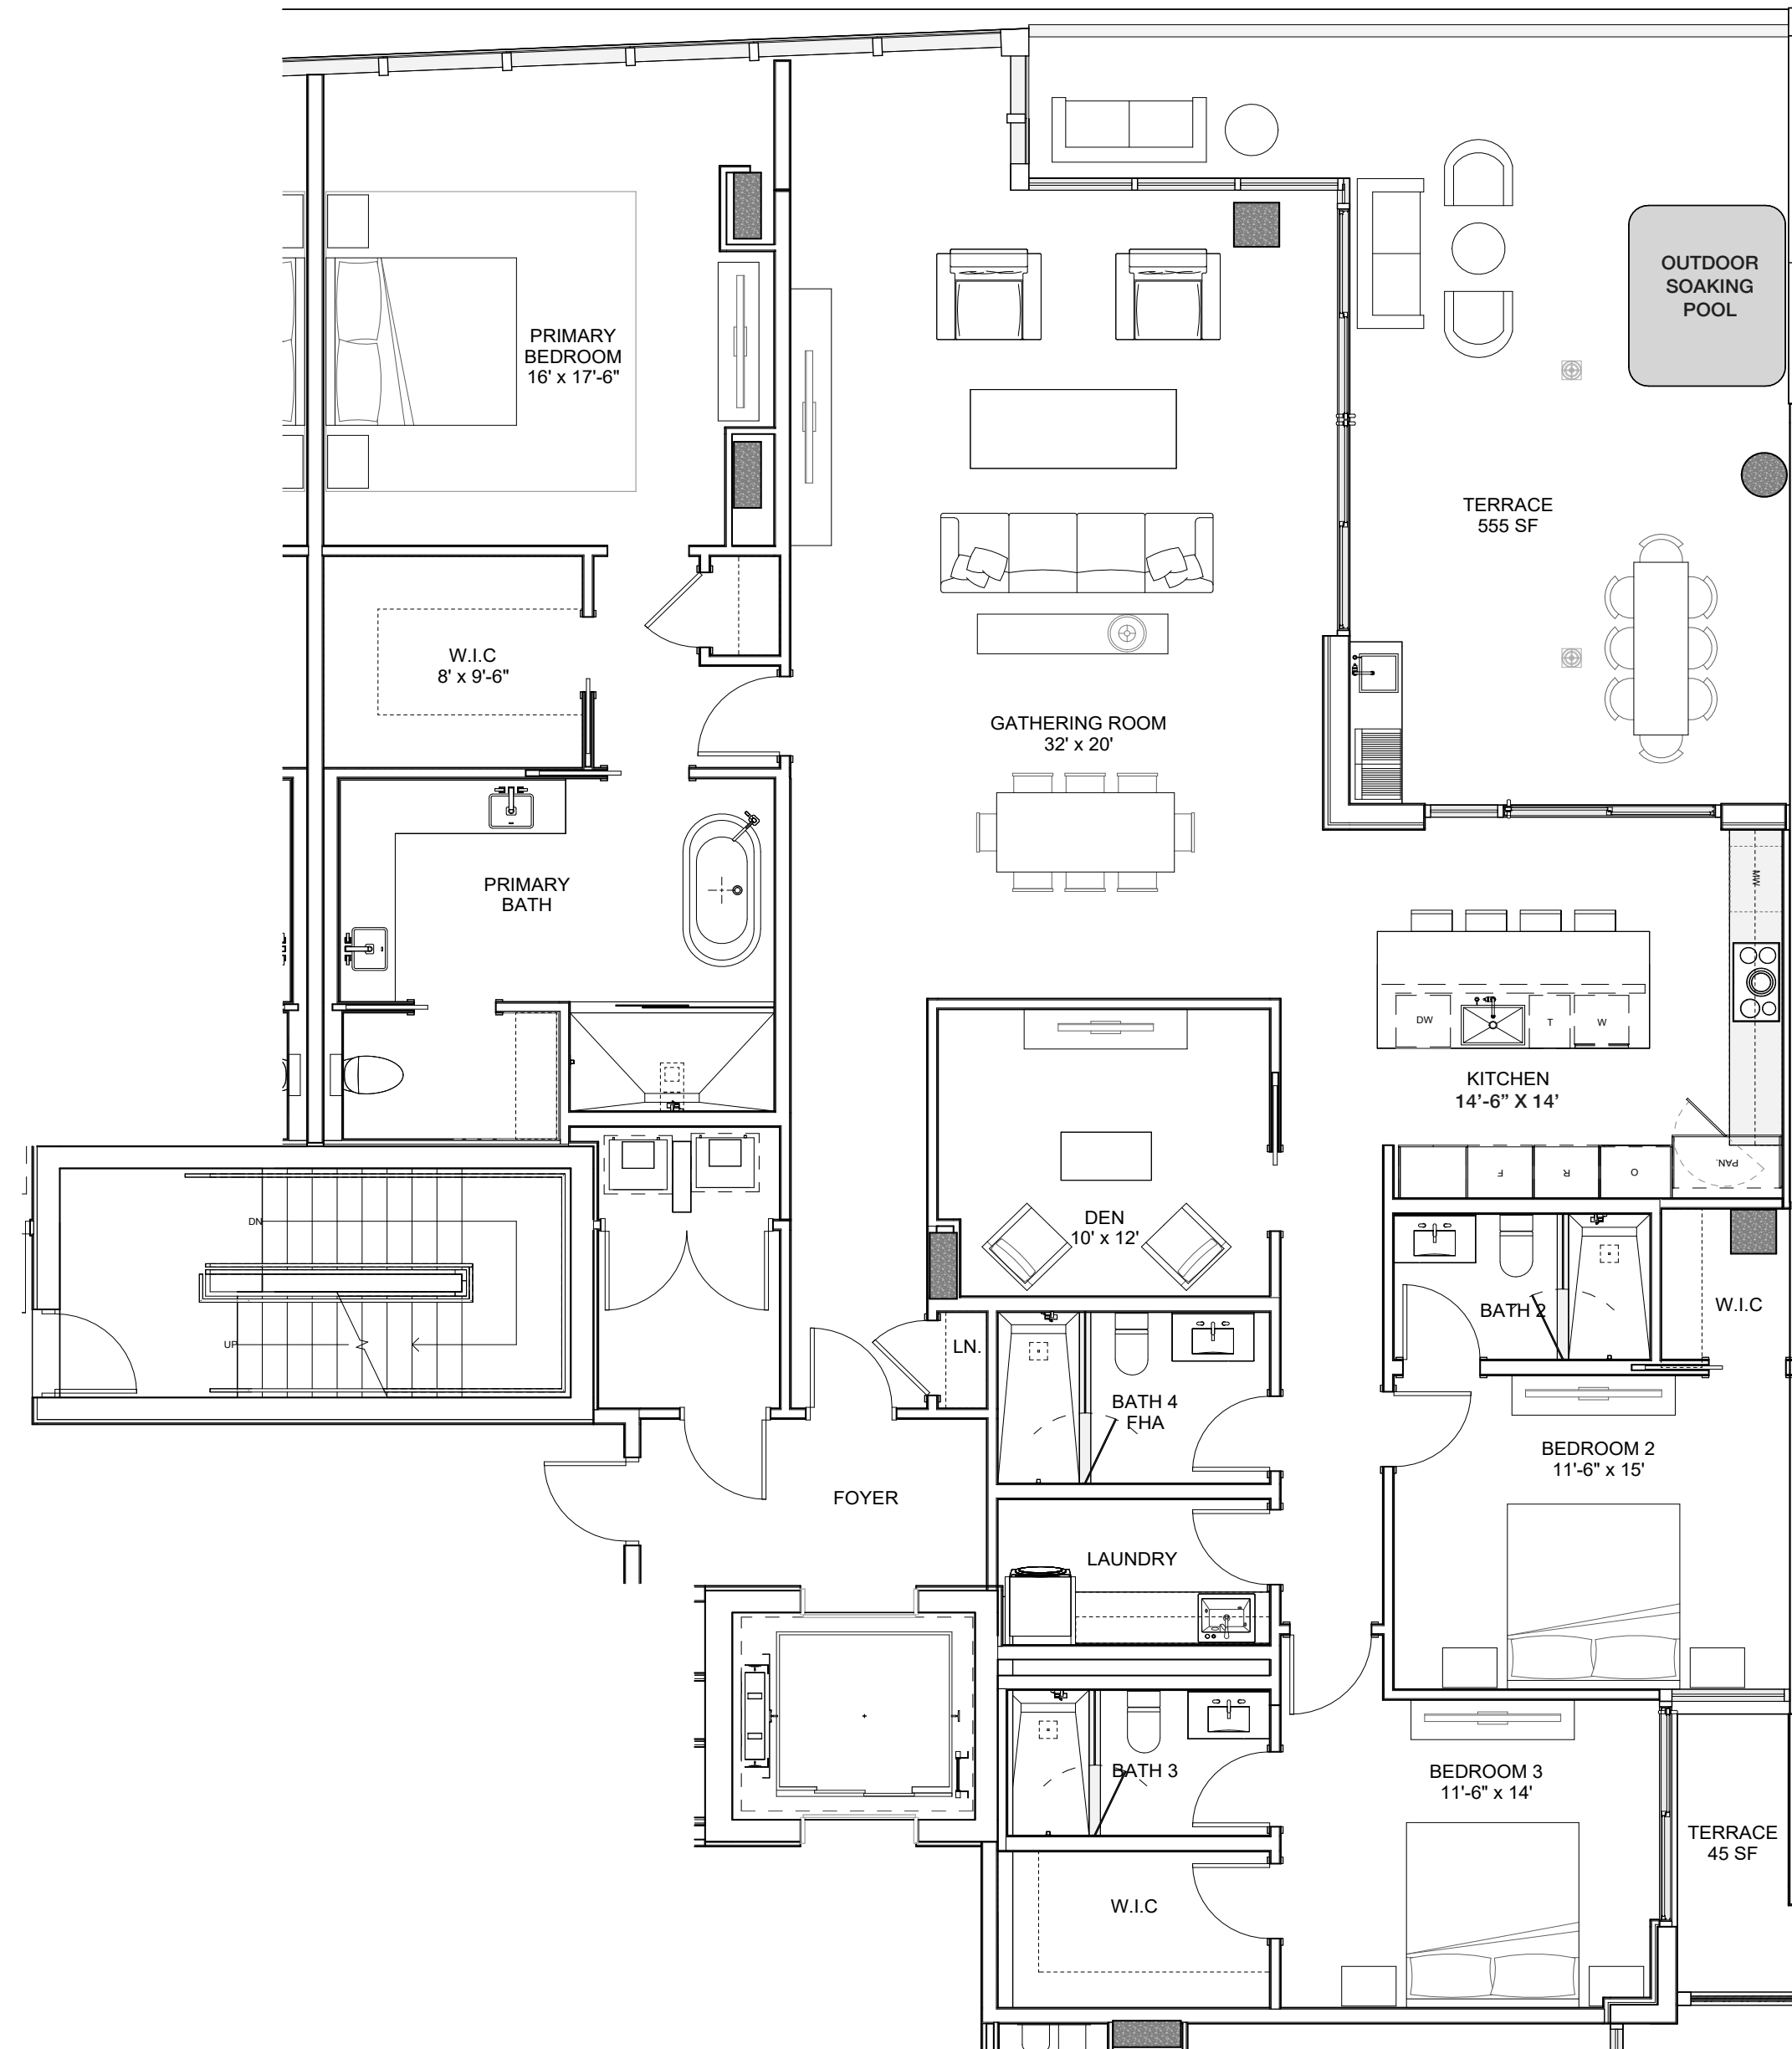 OUTDOOR
SOAKING
POOL
PRIMARY
BEDROOM
16' x 17'-6"
TERRACE
555 SF
W.I.C
8' x 9'-6"
GATHERING ROOM
32' x 20'
PRIMARY
BATH
MW
DW
T
W
KITCHEN
14'-6” X 14'
F
R
O
PAN.
DN
UP
DEN
10' x 12'
BATH 2
W.I.C
LN.
BATH 4
FHA
BEDROOM 2
11'-6" x 15'
FOYER
LAUNDRY
BATH 3
BEDROOM 3
11'-6" x 14'
TERRACE
45 SF
W.I.C